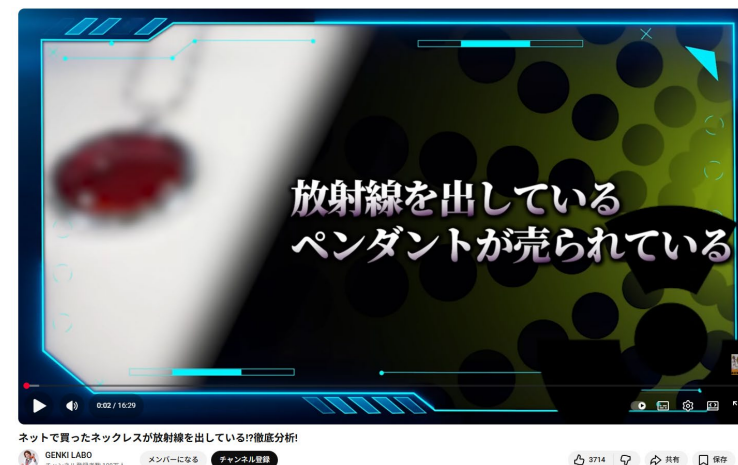 放射線を出している
ペンダントが売られている
0:02 / 16:29
ネットで買ったネックレスが放射線を出している!?徹底分析!
GENKI LABO
メンバーになる
チャンネル登録
3714
共有
保存